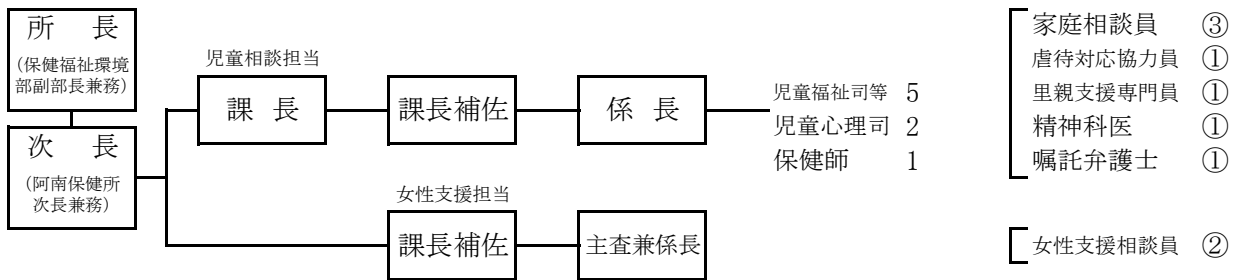 所　長
(保健福祉環境
部副部長兼務)
次　長
(阿南保健所
次長兼務)
児童相談担当
課 長
課長補佐
係 長
児童福祉司等 5
児童心理司 2
保健師 1
女性支援担当
課長補佐
主査兼係長
家庭相談員 ③
虐待対応協力員 ①
里親支援専門員 ①
精神科医 ①
嘱託弁護士 ①
女性支援相談員 ②